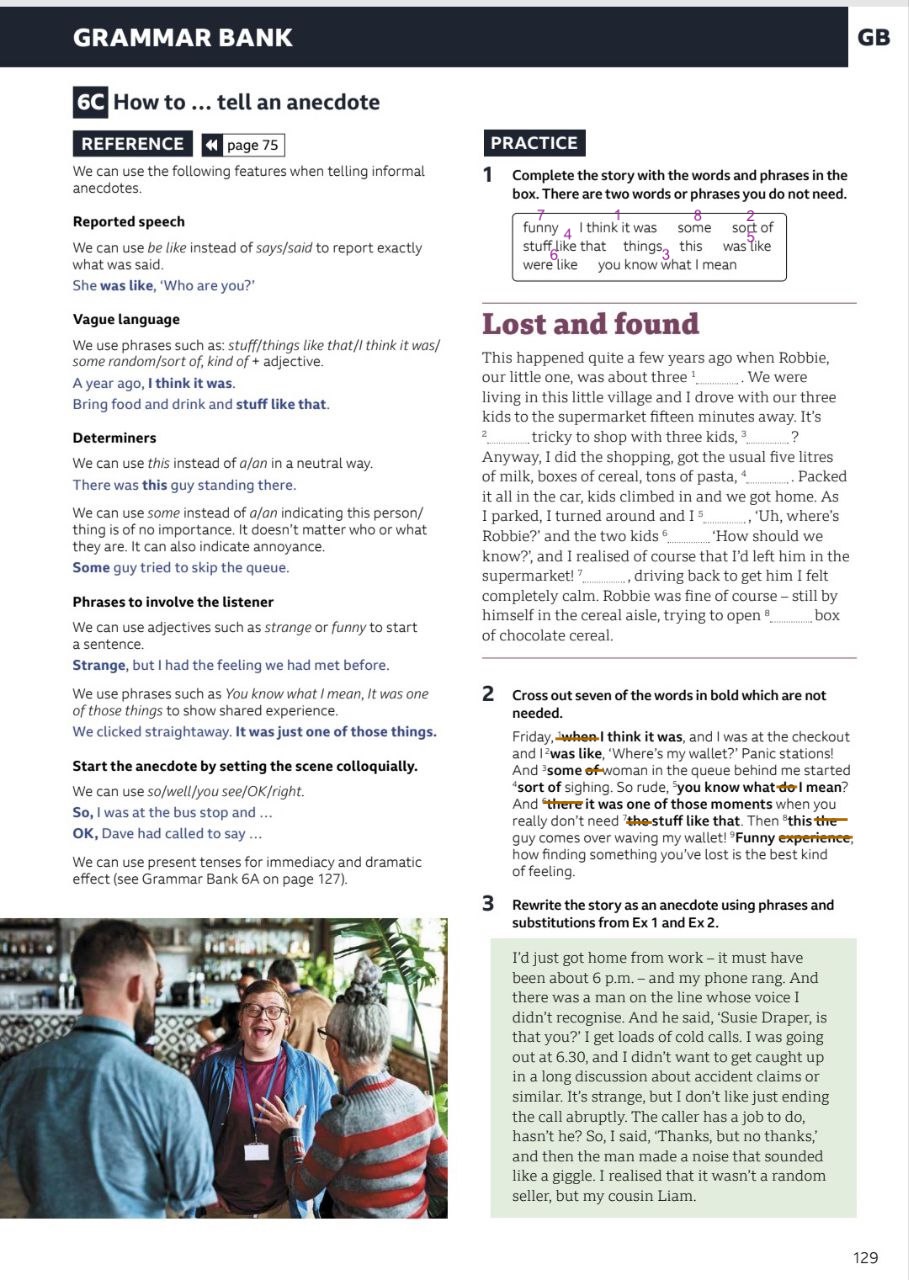 GRAMMAR BANK
GB
6C How to … tell an anecdote
REFERENCE page 75
We can use the following features when telling informal
anecdotes.
Reported speech
We can use be like instead of says/said to report exactly
what was said.
She was like, ‘Who are you?’
Vague language
We use phrases such as: stuff/things like that/I think it was/
some random/sort of, kind of + adjective.
A year ago, I think it was.
Bring food and drink and stuff like that.
Determiners
We can use this instead of a/an in a neutral way.
There was this guy standing there.
We can use some instead of a/an indicating this person/
thing is of no importance. It doesn’t matter who or what
they are. It can also indicate annoyance.
Some guy tried to skip the queue.
Phrases to involve the listener
We can use adjectives such as strange or funny to start
a sentence.
Strange, but I had the feeling we had met before.
We use phrases such as You know what I mean, It was one
of those things to show shared experience.
We clicked straightaway. It was just one of those things.
Start the anecdote by setting the scene colloquially.
We can use so/well/you see/OK/right.
So, I was at the bus stop and …
OK, Dave had called to say …
We can use present tenses for immediacy and dramatic
effect (see Grammar Bank 6A on page 127).
PRACTICE
1 Complete the story with the words and phrases in the
box. There are two words or phrases you do not need.
7 1 8 2
funny I think it was some sort of
4 5
stuff like that things this was like
6 3
were like you know what I mean
Lost and found
This happened quite a few years ago when Robbie,
our little one, was about three 1 . We were
living in this little village and I drove with our three
kids to the supermarket fifteen minutes away. It’s
2 tricky to shop with three kids, 3 ?
Anyway, I did the shopping, got the usual five litres
of milk, boxes of cereal, tons of pasta, 4 . Packed
it all in the car, kids climbed in and we got home. As
I parked, I turned around and I 5 , ‘Uh, where’s
Robbie?’ and the two kids 6 ‘How should we
know?’, and I realised of course that I’d left him in the
supermarket! 7 , driving back to get him I felt
completely calm. Robbie was fine of course – still by
himself in the cereal aisle, trying to open 8 box
of chocolate cereal.
2 Cross out seven of the words in bold which are not
needed.
Friday, 1when I think it was, and I was at the checkout
and I 2was like, ‘Where’s my wallet?’ Panic stations!
And 3some of woman in the queue behind me started
4sort of sighing. So rude, 5you know what do I mean?
And 6there it was one of those moments when you
really don’t need 7the stuff like that. Then 8this the
guy comes over waving my wallet! 9Funny experience,
how finding something you’ve lost is the best kind
of feeling.
3 Rewrite the story as an anecdote using phrases and
substitutions from Ex 1 and Ex 2.
I’d just got home from work – it must have
been about 6 p.m. – and my phone rang. And
there was a man on the line whose voice I
didn’t recognise. And he said, ‘Susie Draper, is
that you?’ I get loads of cold calls. I was going
out at 6.30, and I didn’t want to get caught up
in a long discussion about accident claims or
similar. It’s strange, but I don’t like just ending
the call abruptly. The caller has a job to do,
hasn’t he? So, I said, ‘Thanks, but no thanks,’
and then the man made a noise that sounded
like a giggle. I realised that it wasn’t a random
seller, but my cousin Liam.
129